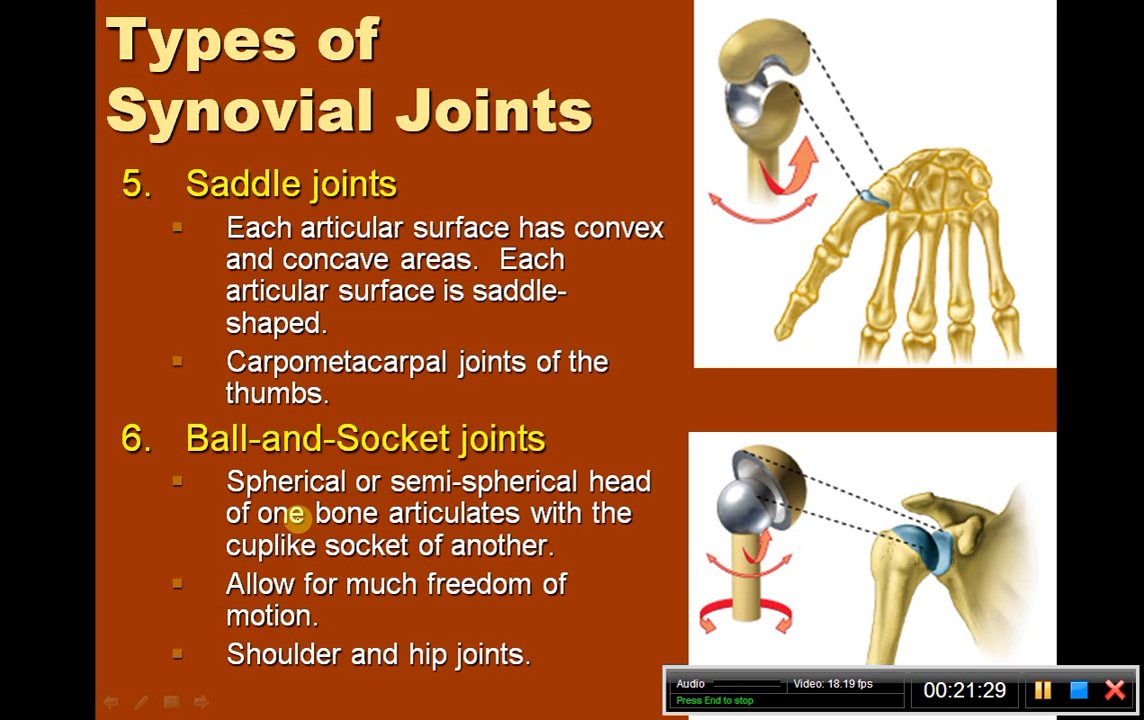 Types of
Synovial Joints
5. Saddle joints
Each articular surface has convex
and concave areas. Each
articular surface is saddle-
shaped.
Carpometacarpal joints of the
thumbs.
6. Ball-and-Socket joints
Spherical or semi-spherical head
of one bone articulates with the
cuplike socket of another.
Allow for much freedom of
motion.
Shoulder and hip joints.
Audio
Video: 18.19 fps
Press End to stop
00:21:29